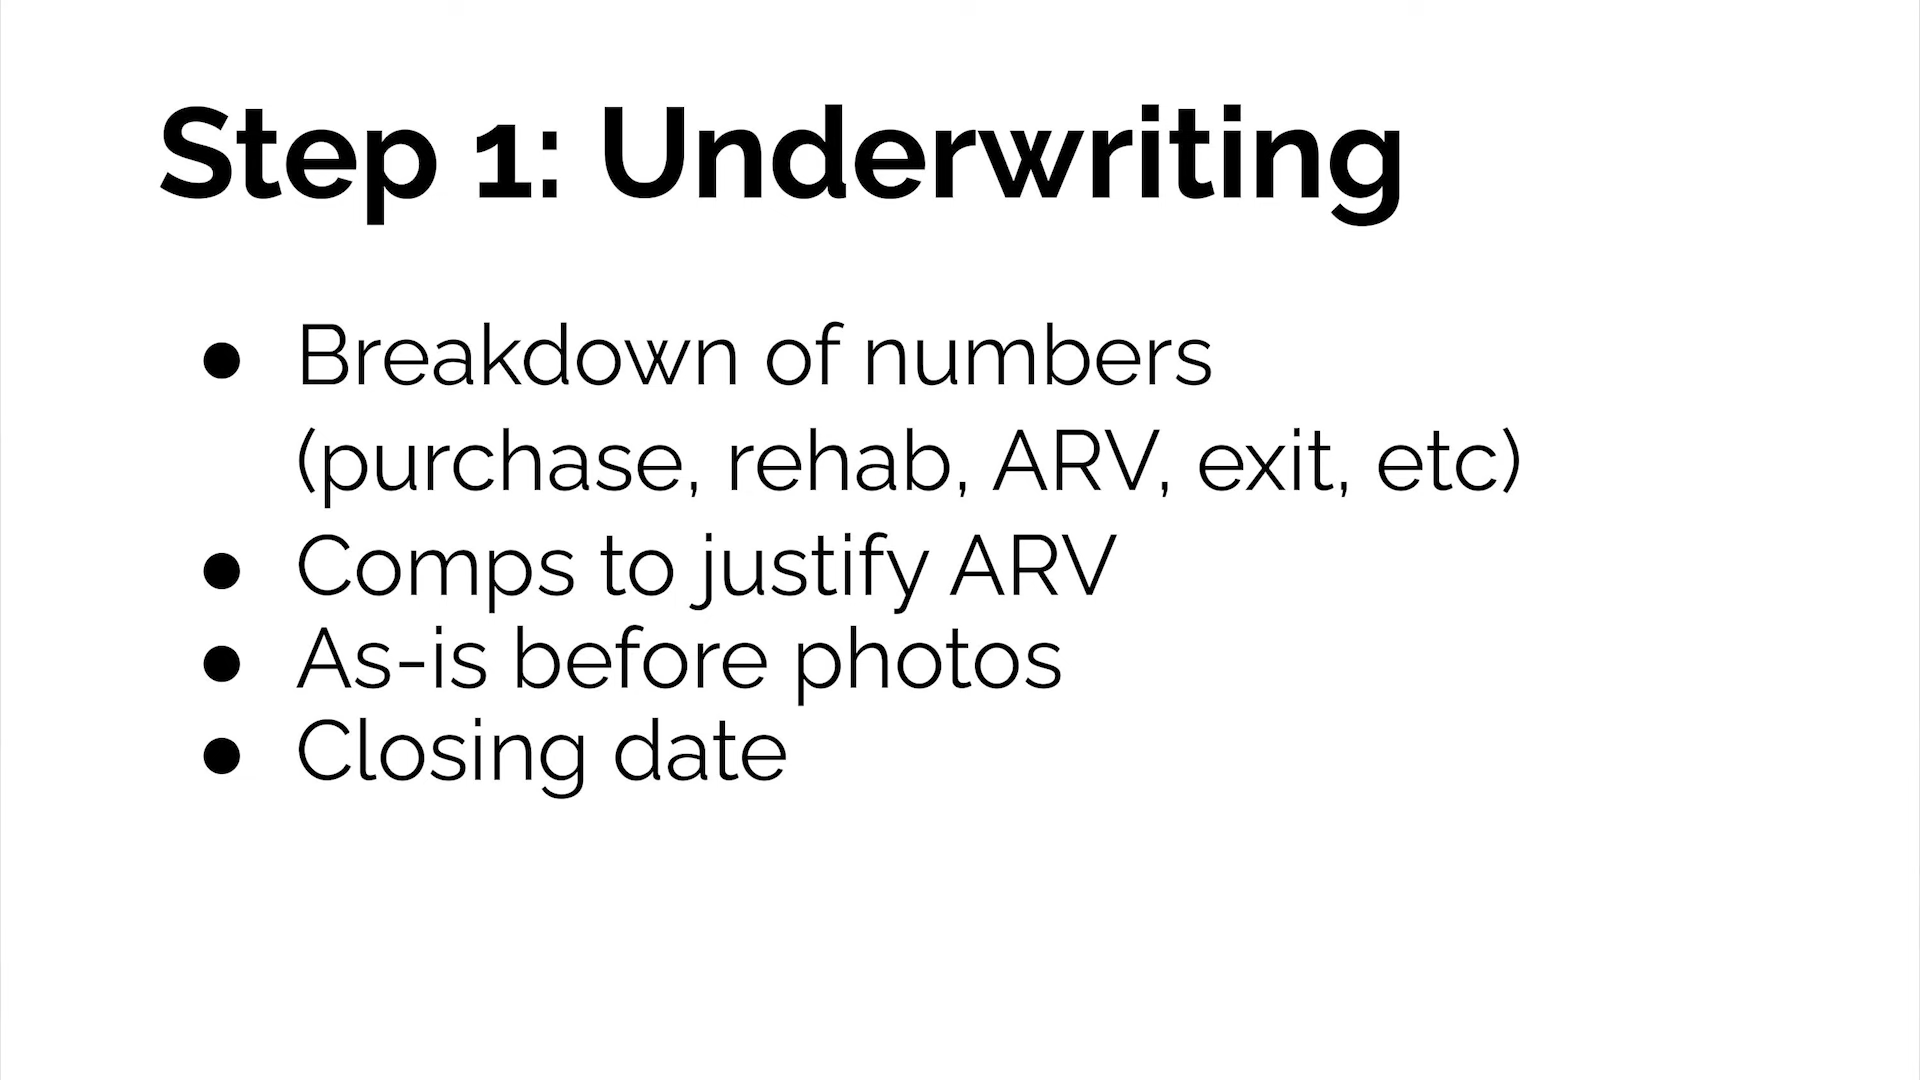 Step 1: Underwriting
● Breakdown of numbers
(purchase, rehab, ARV, exit, etc)
● Comps to justify ARV
● As-is before photos
● Closing date